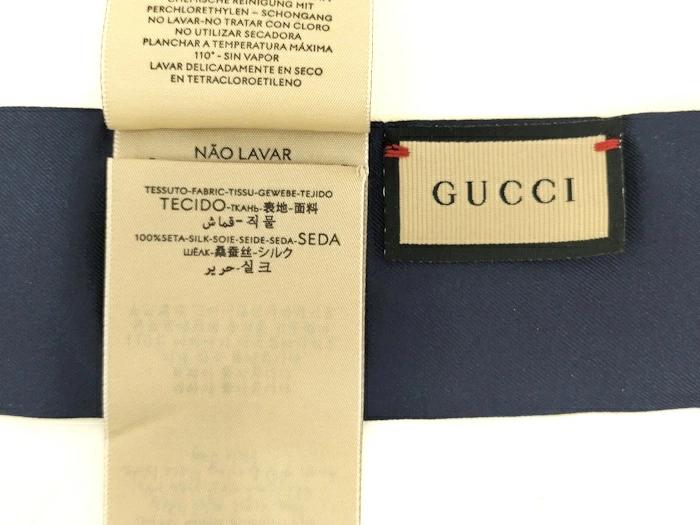 CHEMISCHE REINIGUNG MIT
PERCHLORETHYLEN - SCHONGANG
NO LAVAR-NO TRATAR CON CLORO
NO UTILIZAR SECADORA
PLANCHAR A TEMPERATURA MÁXIMA
110° - SIN VAPOR
LAVAR DELICADAMENTE EN SECO
EN TETRACLOROETILENO
NÃO LAVAR
TESSUTO-FABRIC-TISSU-GEWEBE-TEJIDO
TECIDO-ТКАНЬ-表地-面料
قماش-직물
100%SETA-SILK-SOIE-SEIDE-SEDA-SEDA
ШЁЛК-桑蚕丝-シルク
حرير-실크
GUCCI